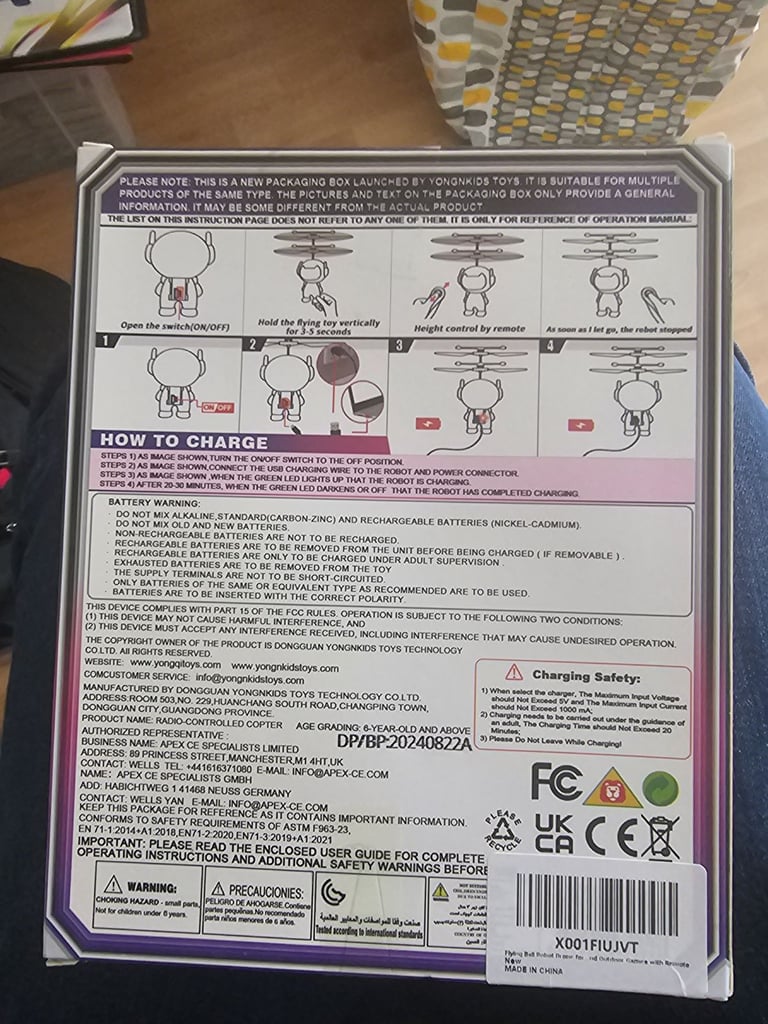 PLEASE NOTE: THIS IS A NEW PACKAGING BOX LAUNCHED BY YONGNKIDS TOYS. IT IS SUITABLE FOR MULTIPLE
PRODUCTS OF THE SAME TYPE. THE PICTURES AND TEXT ON THE PACKAGING BOX ONLY PROVIDE A GENERAL
INFORMATION. IT MAY BE SOME DIFFERENT FROM THE ACTUAL PRODUCT
THE LIST ON THIS INSTRUCTION PAGE DOES NOT REFER TO ANY ONE OF THEM. IT IS ONLY FOR REFERENCE OF OPERATION MANUAL:
Open the switch(ON/OFF)
Hold the flying toy vertically
for 3-5 seconds
Height control by remote
As soon as I let go, the robot stopped
1
ON/OFF
2
3
4
HOW TO CHARGE
STEPS 1) AS IMAGE SHOWN,TURN THE ON/OFF SWITCH TO THE OFF POSITION.
STEPS 2) AS IMAGE SHOWN,CONNECT THE USB CHARGING WIRE TO THE ROBOT AND POWER CONNECTOR.
STEPS 3) AS IMAGE SHOWN ,WHEN THE GREEN LED LIGHTS UP THAT THE ROBOT IS CHARGING.
STEPS 4) AFTER 20-30 MINUTES, WHEN THE GREEN LED DARKENS OR OFF THAT THE ROBOT HAS COMPLETED CHARGING.
BATTERY WARNING:
· DO NOT MIX ALKALINE,STANDARD(CARBON-ZINC) AND RECHARGEABLE BATTERIES (NICKEL-CADMIUM).
· DO NOT MIX OLD AND NEW BATTERIES.
· NON-RECHARGEABLE BATTERIES ARE NOT TO BE RECHARGED.
· RECHARGEABLE BATTERIES ARE TO BE REMOVED FROM THE UNIT BEFORE BEING CHARGED ( IF REMOVABLE ) .
· RECHARGEABLE BATTERIES ARE ONLY TO BE CHARGED UNDER ADULT SUPERVISION .
· EXHAUSTED BATTERIES ARE TO BE REMOVED FROM THE TOY
· THE SUPPLY TERMINALS ARE NOT TO BE SHORT-CIRCUITED.
· ONLY BATTERIES OF THE SAME OR EQUIVALENT TYPE AS RECOMMENDED ARE TO BE USED.
· BATTERIES ARE TO BE INSERTED WITH THE CORRECT POLARITY.
THIS DEVICE COMPLIES WITH PART 15 OF THE FCC RULES. OPERATION IS SUBJECT TO THE FOLLOWING TWO CONDITIONS:
(1) THIS DEVICE MAY NOT CAUSE HARMFUL INTERFERENCE, AND
(2) THIS DEVICE MUST ACCEPT ANY INTERFERENCE RECEIVED, INCLUDING INTERFERENCE THAT MAY CAUSE UNDESIRED OPERATION.
THE COPYRIGHT OWNER OF THE PRODUCT IS DONGGUAN YONGNKIDS TOYS TECHNOLOGY
CO.LTD. All RIGHTS RESERVED.
WEBSITE: www.yongqitoys.com www.yongnkidstoys.com
COMCUSTOMER SERVICE: info@yongnkidstoys.com
MANUFACTURED BY DONGGUAN YONGNKIDS TOYS TECHNOLOGY CO.LTD.
ADDRESS:ROOM 503,NO. 229,HUANCHANG SOUTH ROAD,CHANGPING TOWN,
DONGGUAN CITY,GUANGDONG PROVINCE.
PRODUCT NAME: RADIO-CONTROLLED COPTER AGE GRADING: 6-YEAR-OLD AND ABOVE
AUTHORIZED REPRESENTATIVE :
DP/BP:20240822A
BUSINESS NAME: APEX CE SPECIALISTS LIMITED
ADDRESS: 89 PRINCESS STREET,MANCHESTER,M1 4HT,UK
CONTACT: WELLS TEL: +441616371080 E-MAIL: INFO@APEX-CE.COM
NAME: APEX CE SPECIALISTS GMBH
ADD: HABICHTWEG 1 41468 NEUSS GERMANY
CONTACT: WELLS YAN E-MAIL: INFO@APEX-CE.COM
KEEP THIS PACKAGE FOR REFERENCE AS IT CONTAINS IMPORTANT INFORMATION.
CONFORMS TO SAFETY REQUIREMENTS OF ASTM F963-23,
EN 71-1:2014+A1:2018,EN71-2:2020,EN71-3:2019+A1:2021
IMPORTANT: PLEASE READ THE ENCLOSED USER GUIDE FOR COMPLETE
OPERATING INSTRUCTIONS AND ADDITIONAL SAFETY WARNINGS BEFORE
Charging Safety:
1) When select the charger, The Maximum Input Voltage
should Not Exceed 5V and The Maximum Input Current
should Not Exceed 1000 mA;
2) Charging needs to be carried out under the guidance of
an adult, The Charging Time should Not Exceed 20
Minutes;
3) Please Do Not Leave While Charging!
FC
PLEASE
RECYCLE
UK
CA
CE
WARNING:
CHOKING HAZARD - small parts,
Not for children under 6 years.
PRECAUCIONES:
PELIGRO DE AHOGARSE.Contiene
partes pequeñas.No recomendado
para niños menores de 6 años.
صنعت وفقا للمواصفات والمعايير العالمية
Tested according to international standards
X001FIUJVT
Flying Ball Robot
New
MADE IN CHINA